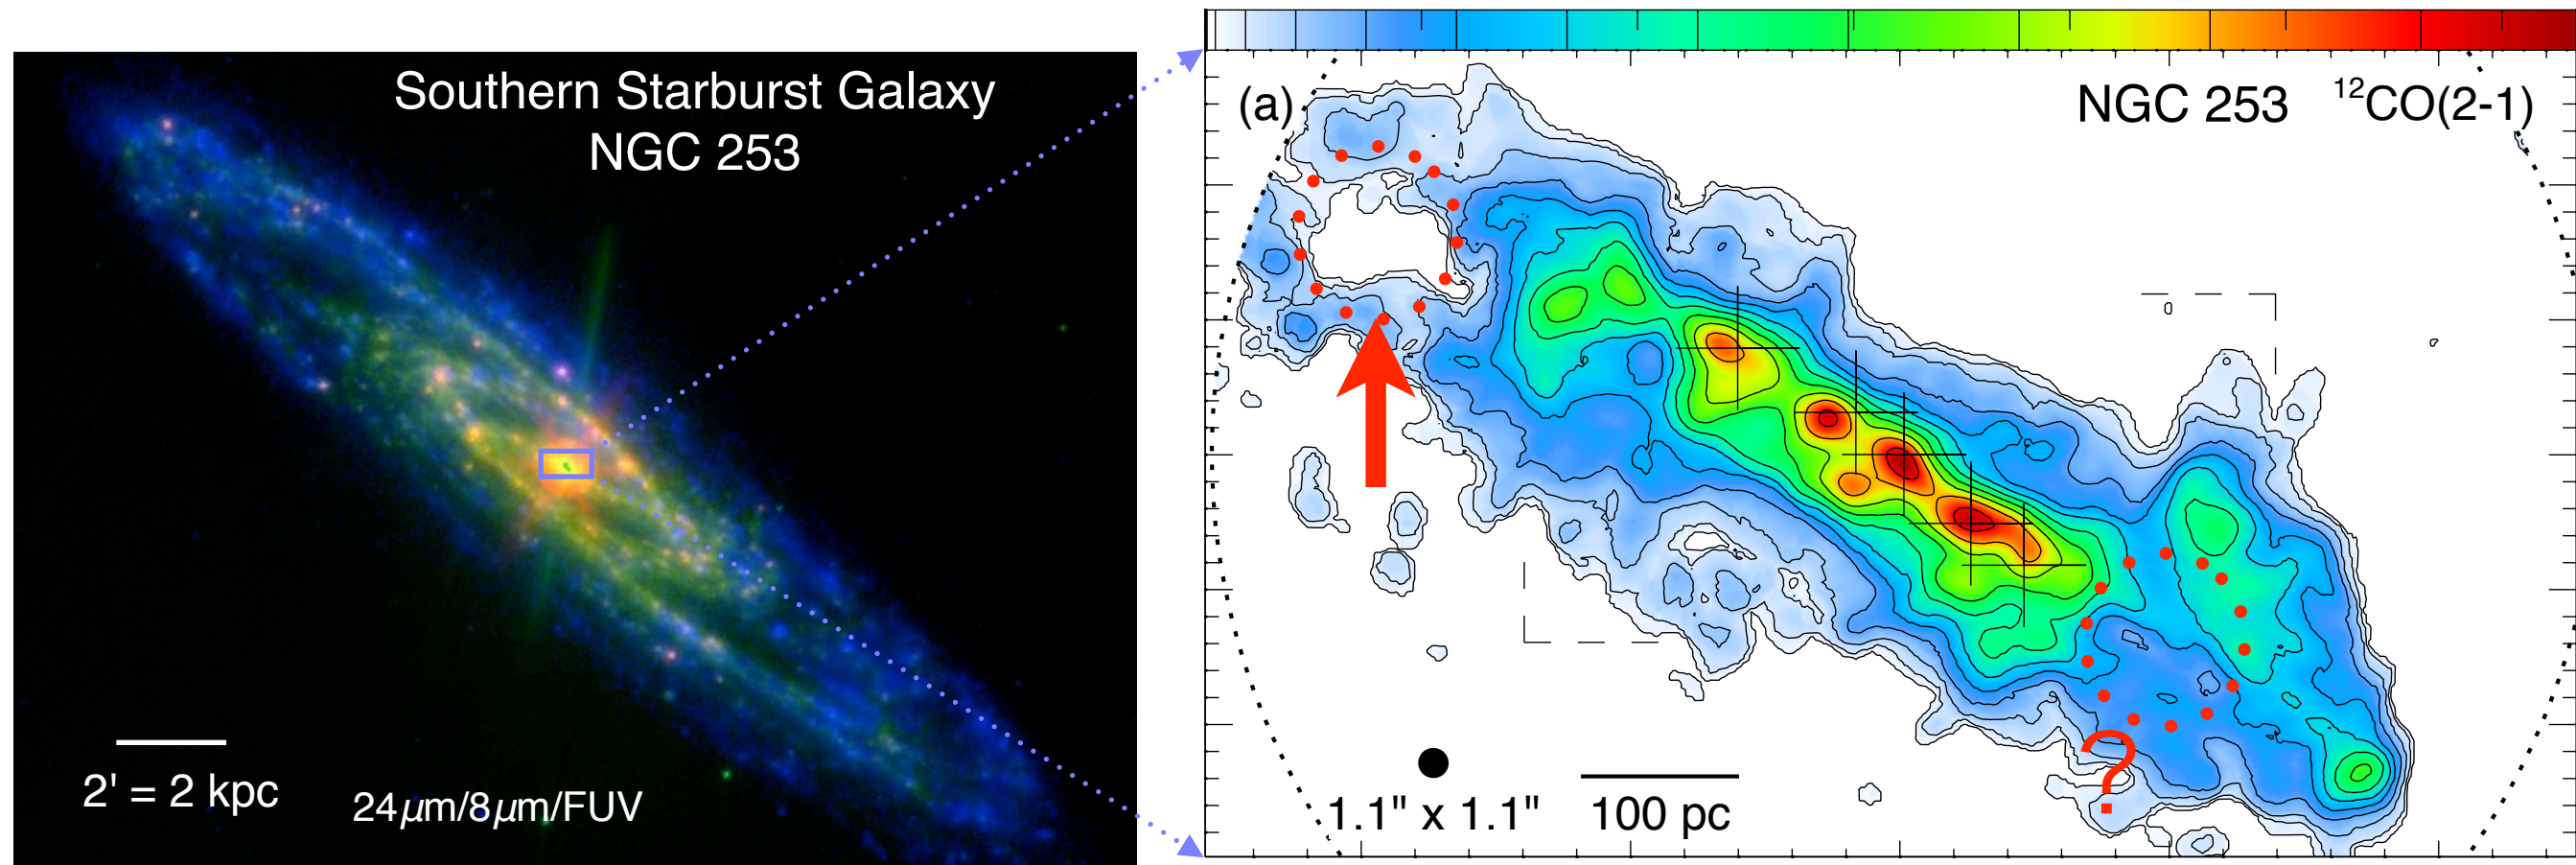 Southern Starburst Galaxy
NGC 253
2' = 2 kpc
24μm/8μm/FUV
(a)
NGC 253 ¹²CO(2-1)
0
?
1.1" x 1.1"
100 pc